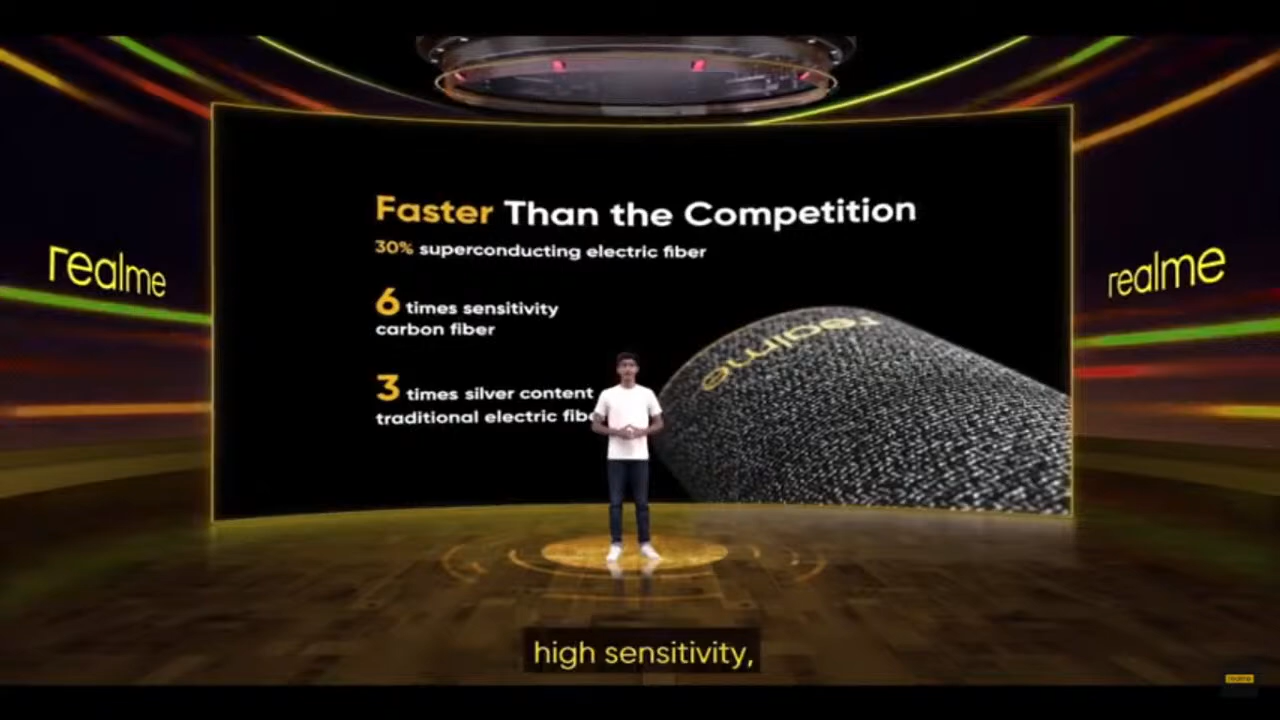 Faster Than the Competition
30% superconducting electric fiber
6 times sensitivity
carbon fiber
3 times silver content
traditional electric
realme
realme
realme
high sensitivity,
realme